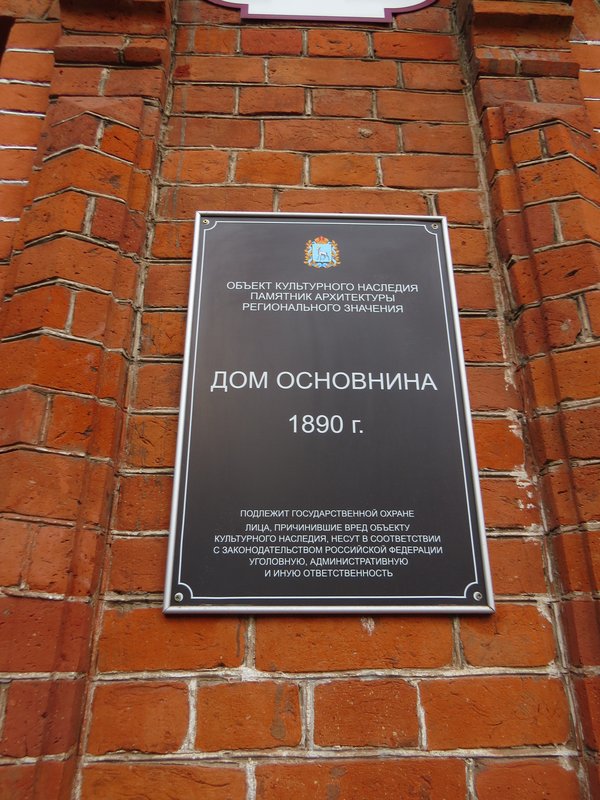 ОБЪЕКТ КУЛЬТУРНОГО НАСЛЕДИЯ
ПАМЯТНИК АРХИТЕКТУРЫ
РЕГИОНАЛЬНОГО ЗНАЧЕНИЯ
ДОМ ОСНОВНИНА
1890 г.
ПОДЛЕЖИТ ГОСУДАРСТВЕННОЙ ОХРАНЕ
ЛИЦА, ПРИЧИНИВШИЕ ВРЕД ОБЪЕКТУ
КУЛЬТУРНОГО НАСЛЕДИЯ, НЕСУТ В СООТВЕТСТВИИ
С ЗАКОНОДАТЕЛЬСТВОМ РОССИЙСКОЙ ФЕДЕРАЦИИ
УГОЛОВНУЮ, АДМИНИСТРАТИВНУЮ
И ИНУЮ ОТВЕТСТВЕННОСТЬ